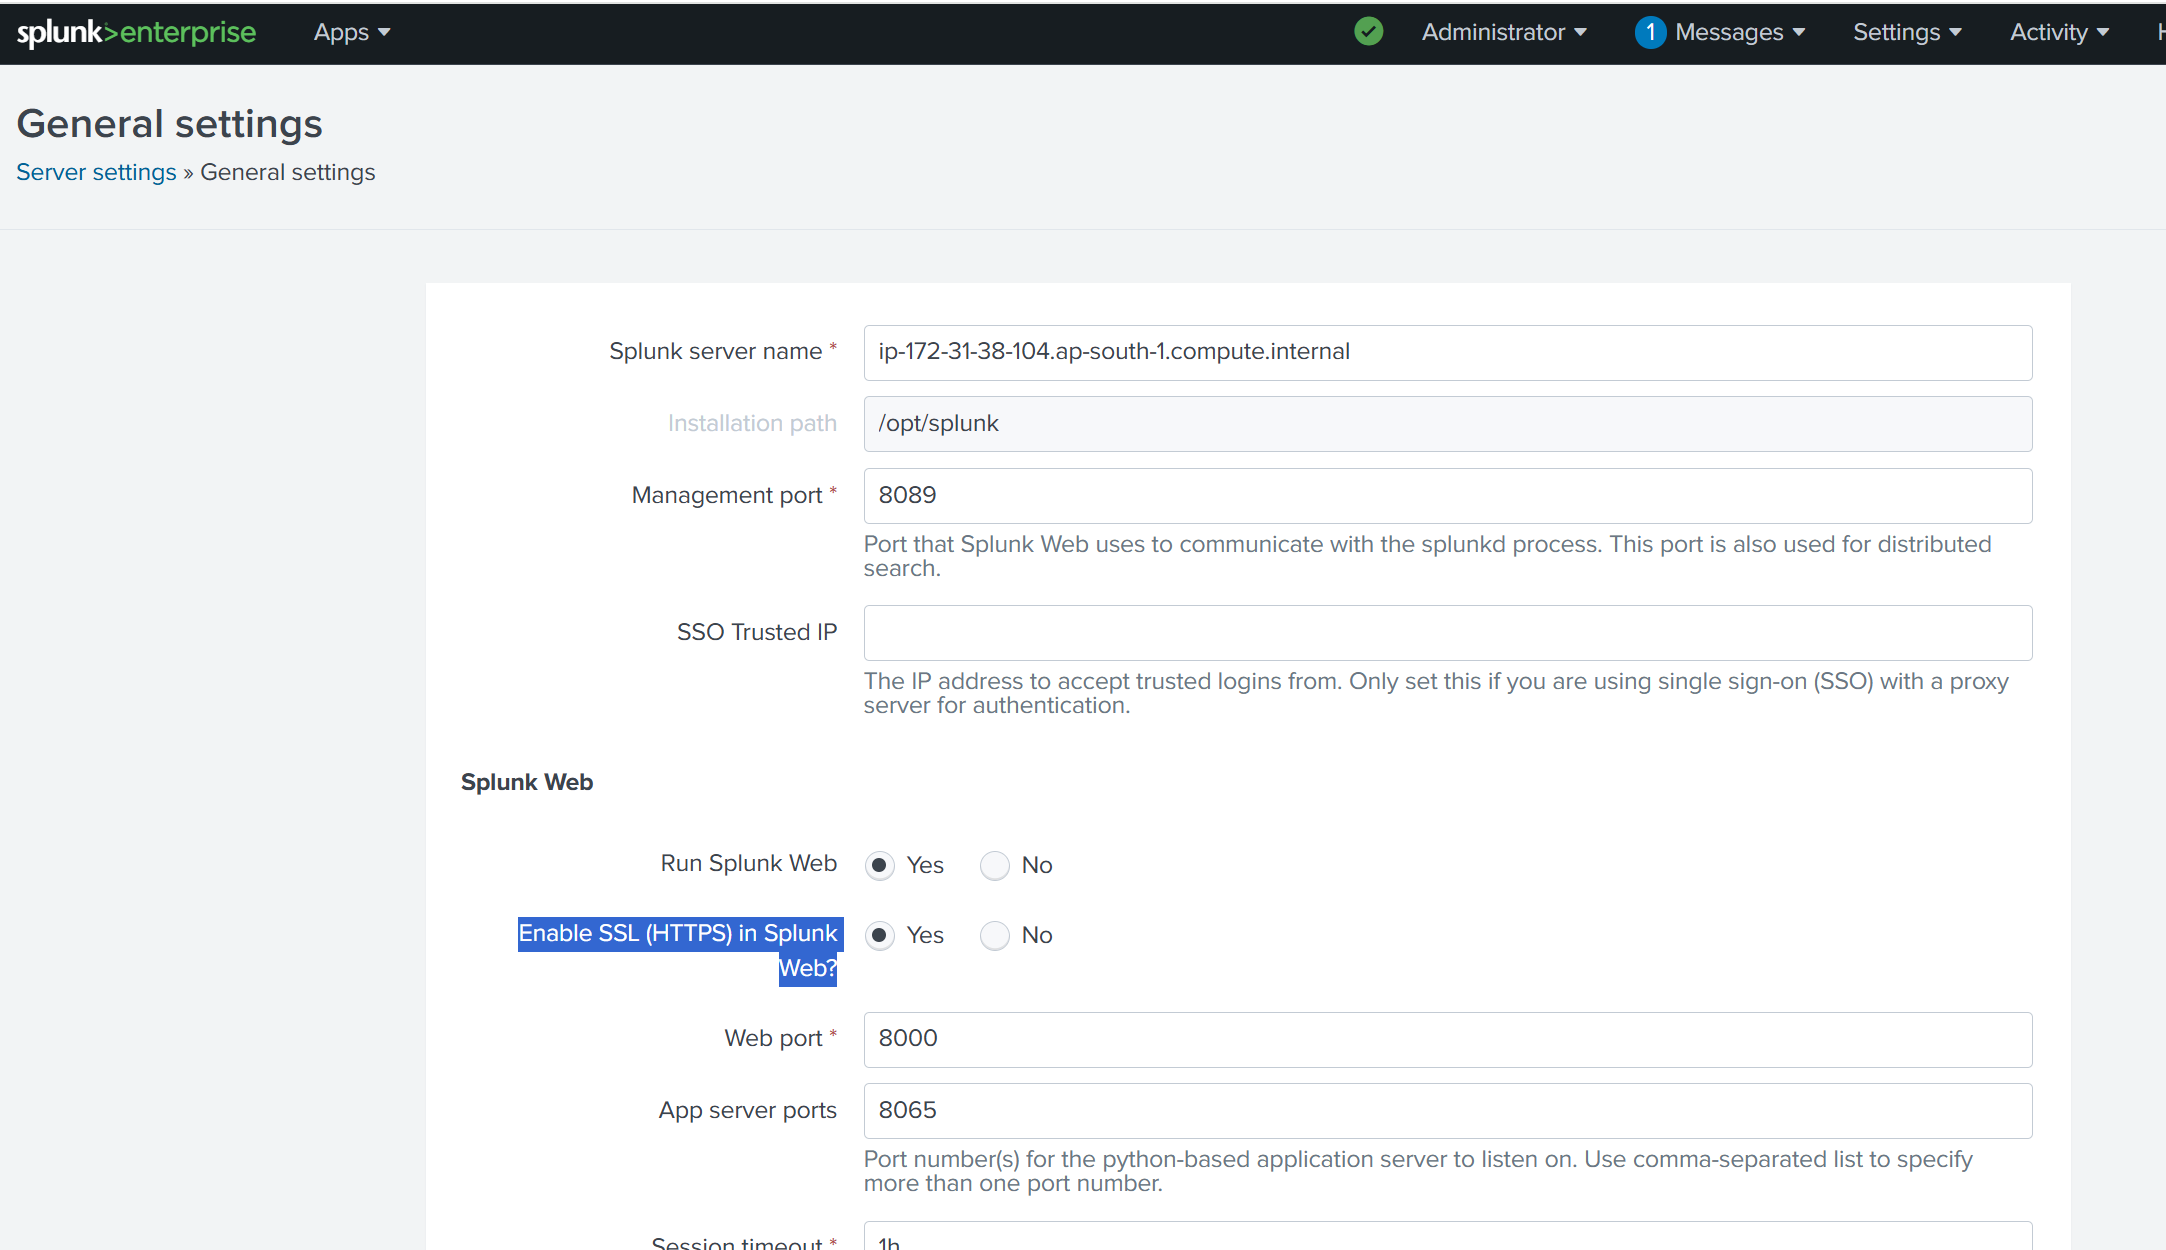 splunk>enterprise Apps Administrator 1 Messages Settings Activity
General settings
Server settings » General settings
Splunk server name * ip-172-31-38-104.ap-south-1.compute.internal
Installation path /opt/splunk
Management port * 8089
Port that Splunk Web uses to communicate with the splunkd process. This port is also used for distributed
search.
SSO Trusted IP
The IP address to accept trusted logins from. Only set this if you are using single sign-on (SSO) with a proxy
server for authentication.
Splunk Web
Run Splunk Web Yes No
Enable SSL (HTTPS) in Splunk Yes No
Web?
Web port * 8000
App server ports 8065
Port number(s) for the python-based application server to listen on. Use comma-separated list to specify
more than one port number.
Session timeout * 1h